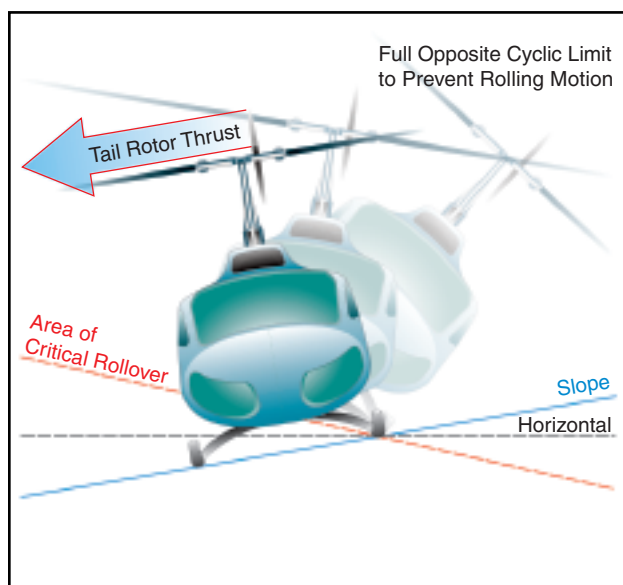 Full Opposite Cyclic Limit
to Prevent Rolling Motion
Tail Rotor Thrust
Area of
Critical Rollover
Slope
Horizontal